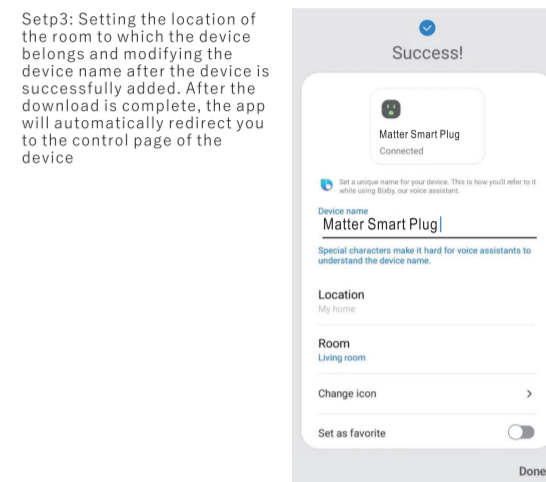 Setp3: Setting the location of
the room to which the device
belongs and modifying the
device name after the device is
successfully added. After the
download is complete, the app
will automatically redirect you
to the control page of the
device
Success!
Matter Smart Plug
Connected
Set a unique name for your device. This is how you'll refer to it
while using Bixby, our voice assistant.
Device name
Matter Smart Plug
Special characters make it hard for voice assistants to
understand the device name.
Location
My home
Room
Living room
Change icon
Set as favorite
Done